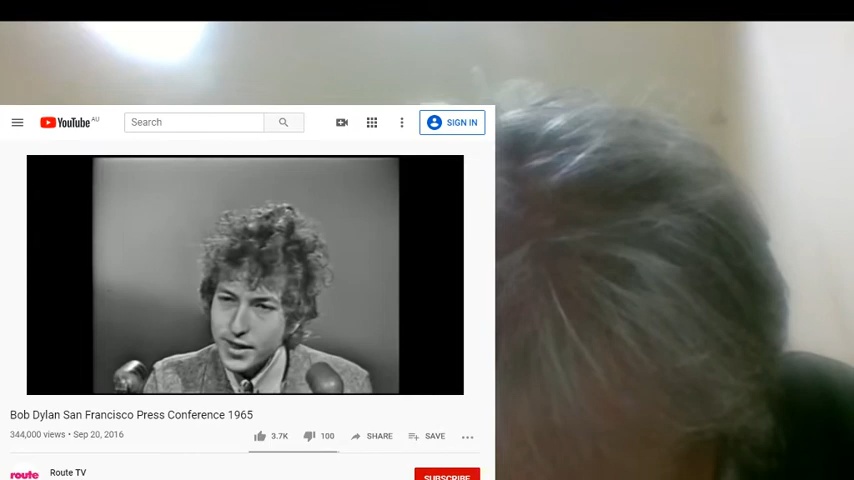 YouTube AU
Search
SIGN IN
Bob Dylan San Francisco Press Conference 1965
344,000 views • Sep 20, 2016
3.7K
100
SHARE
SAVE
route
Route TV
SUBSCRIBE